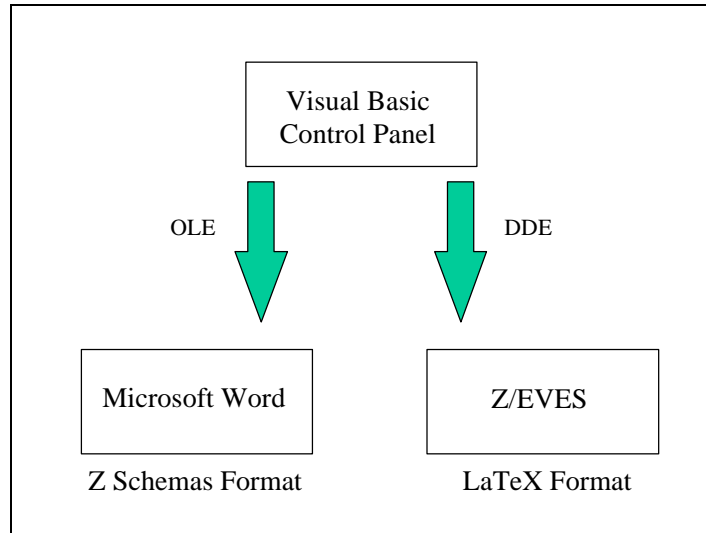 Visual Basic
Control Panel
OLE
DDE
Microsoft Word
Z/EVES
Z Schemas Format
LaTeX Format